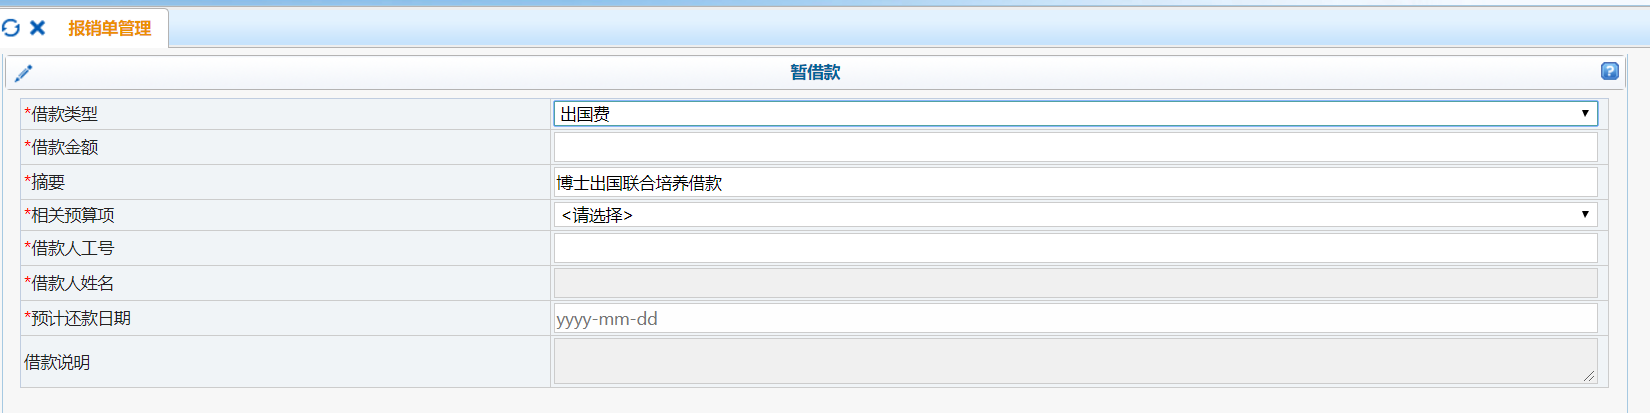 报销单管理
暂借款
*借款类型 出国费
*借款金额
*摘要 博士出国联合培养借款
*相关预算项 <请选择>
*借款人工号
*借款人姓名
*预计还款日期 yyyy-mm-dd
借款说明